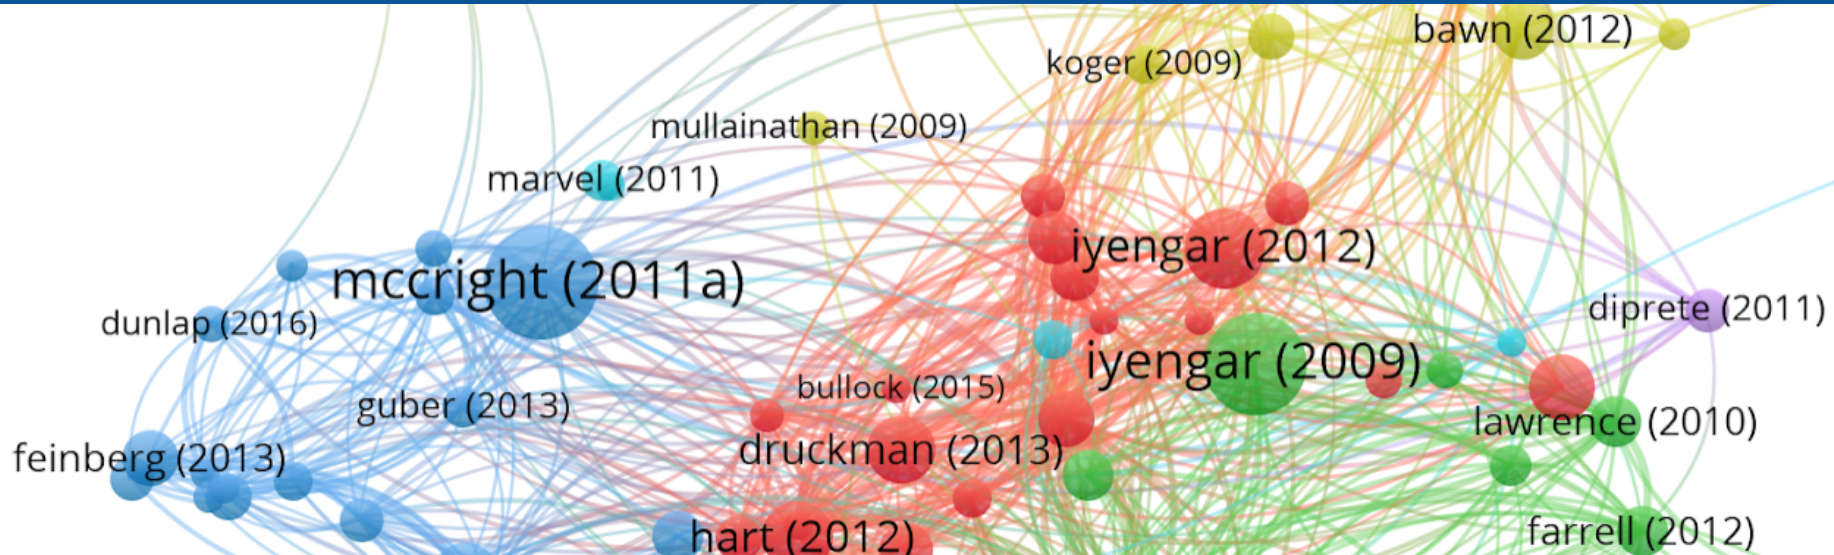 bawn (2012)
koger (2009)
mullainathan (2009)
marvel (2011)
iyengar (2012)
mccright (2011a)
diprete (2011)
dunlap (2016)
iyengar (2009)
bullock (2015)
guber (2013)
lawrence (2010)
druckman (2013)
feinberg (2013)
farrell (2012)
hart (2012)